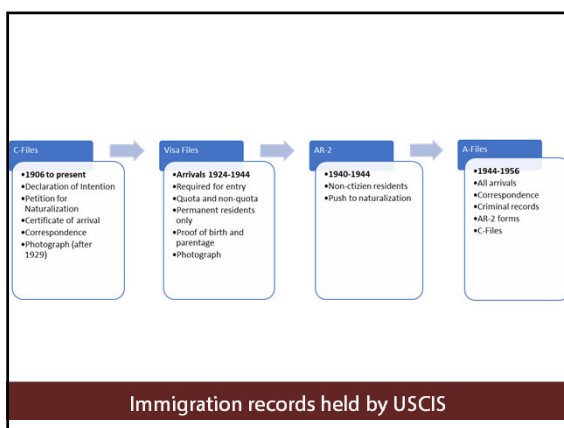 C-Files
•1906 to present
•Declaration of Intention
•Petition for
Naturalization
•Certificate of arrival
•Correspondence
•Photograph (after
1929)
Visa Files
•Arrivals 1924-1944
•Required for entry
•Quota and non-quota
•Permanent residents
only
•Proof of birth and
parentage
•Photograph
AR-2
•1940-1944
•Non-ctizien residents
•Push to naturalization
A-Files
•1944-1956
•All arrivals
•Correspondence
•Criminal records
•AR-2 forms
•C-Files
Immigration records held by USCIS